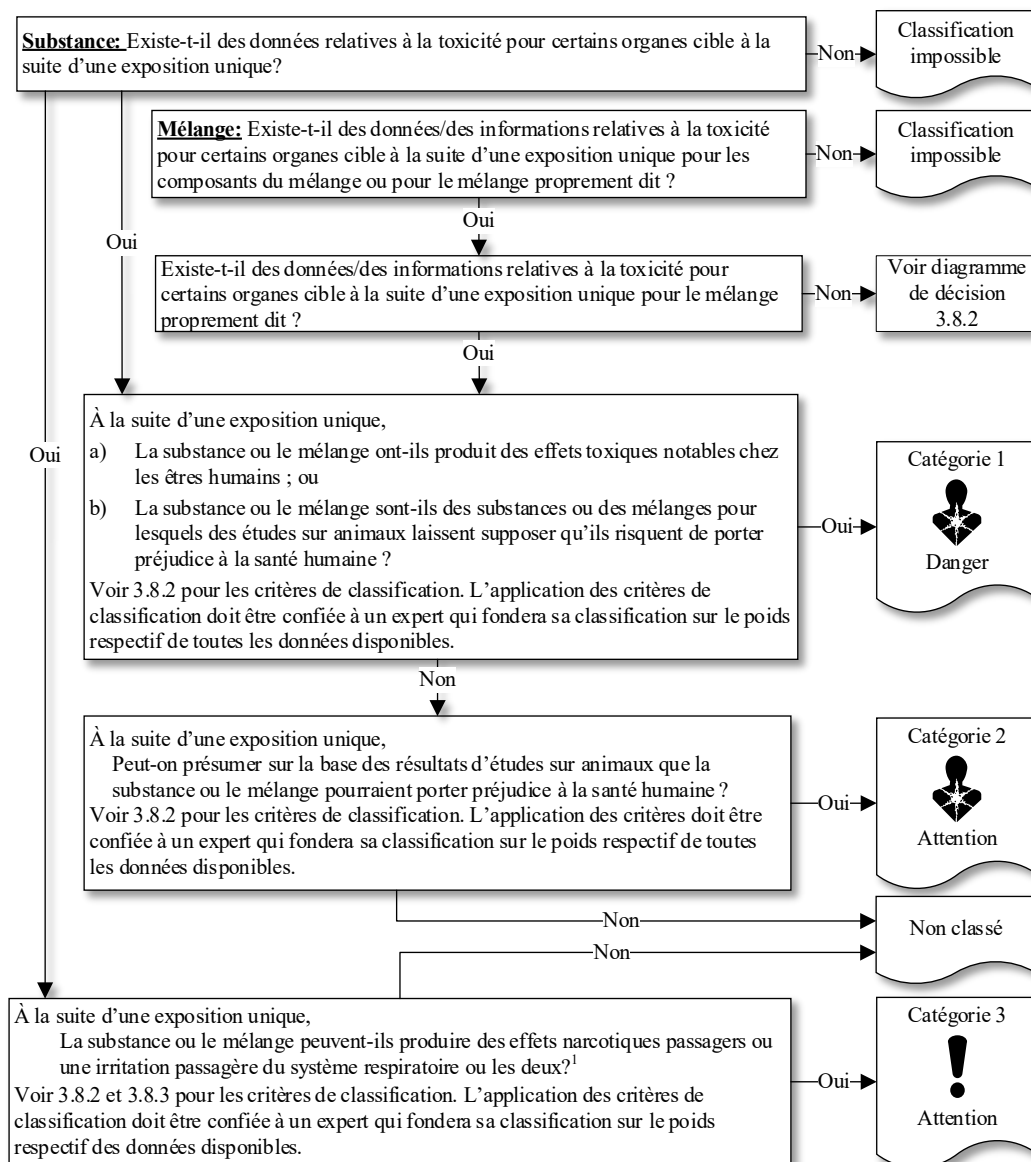 Substance: Existe-t-il des données relatives à la toxicité pour certains organes cible à la
suite d’une exposition unique?
Non
Classification
impossible
Mélange: Existe-t-il des données/des informations relatives à la toxicité
pour certains organes cible à la suite d’une exposition unique pour les
composants du mélange ou pour le mélange proprement dit ?
Non
Classification
impossible
Oui
Oui
Existe-t-il des données/des informations relatives à la toxicité pour
certains organes cible à la suite d’une exposition unique pour le mélange
proprement dit ?
Non
Voir diagramme
de décision
3.8.2
Oui
Oui
À la suite d’une exposition unique,
a) La substance ou le mélange ont-ils produit des effets toxiques notables chez
les êtres humains ; ou
b) La substance ou le mélange sont-ils des substances ou des mélanges pour
lesquels des études sur animaux laissent supposer qu’ils risquent de porter
préjudice à la santé humaine ?
Voir 3.8.2 pour les critères de classification. L’application des critères de
classification doit être confiée à un expert qui fondera sa classification sur le poids
respectif de toutes les données disponibles.
Oui
Catégorie 1
Danger
Non
À la suite d’une exposition unique,
Peut-on présumer sur la base des résultats d’études sur animaux que la
substance ou le mélange pourraient porter préjudice à la santé humaine ?
Voir 3.8.2 pour les critères de classification. L’application des critères doit être
confiée à un expert qui fondera sa classification sur le poids respectif de toutes
les données disponibles.
Oui
Catégorie 2
Attention
Non
Non
Non classé
À la suite d’une exposition unique,
La substance ou le mélange peuvent-ils produire des effets narcotiques passagers ou
une irritation passagère du système respiratoire ou les deux?¹
Voir 3.8.2 et 3.8.3 pour les critères de classification. L’application des critères de
classification doit être confiée à un expert qui fondera sa classification sur le poids
respectif des données disponibles.
Oui
Catégorie 3
Attention